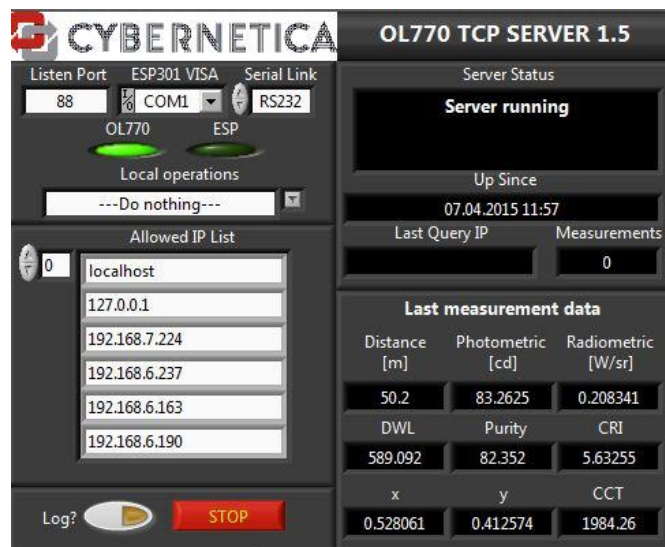 CYBERNETICA
OL770 TCP SERVER 1.5
Listen Port ESP301 VISA Serial Link
88 I/O COM1 RS232
OL770 ESP
Local operations
---Do nothing---
Allowed IP List
0 localhost
127.0.0.1
192.168.7.224
192.168.6.237
192.168.6.163
192.168.6.190
Log? STOP
Server Status
Server running
Up Since
07.04.2015 11:57
Last Query IP Measurements
0
Last measurement data
Distance Photometric Radiometric
[m] [cd] [W/sr]
50.2 83.2625 0.208341
DWL Purity CRI
589.092 82.352 5.63255
x y CCT
0.528061 0.412574 1984.26